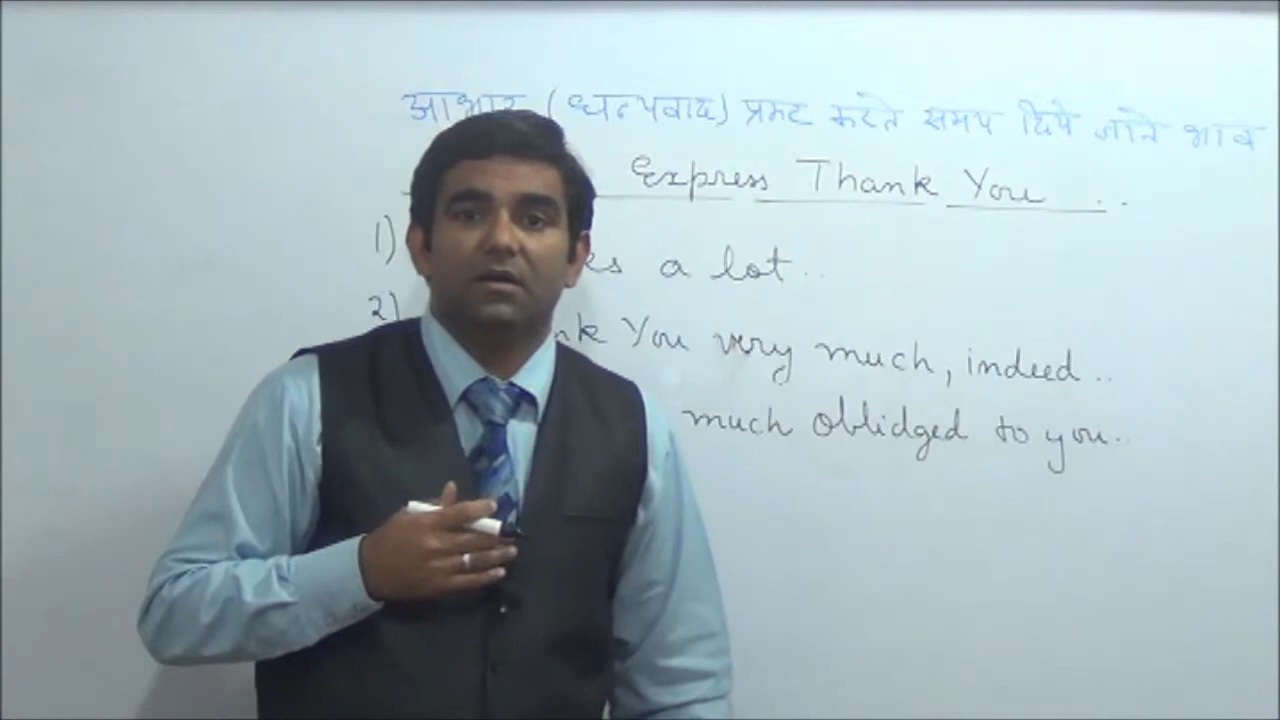 आभार (धन्यवाद) प्रकट करते समय दिये जाने भाव
Express Thank You ..
1) a lot..
2) You very much, indeed..
much oblidged to you..